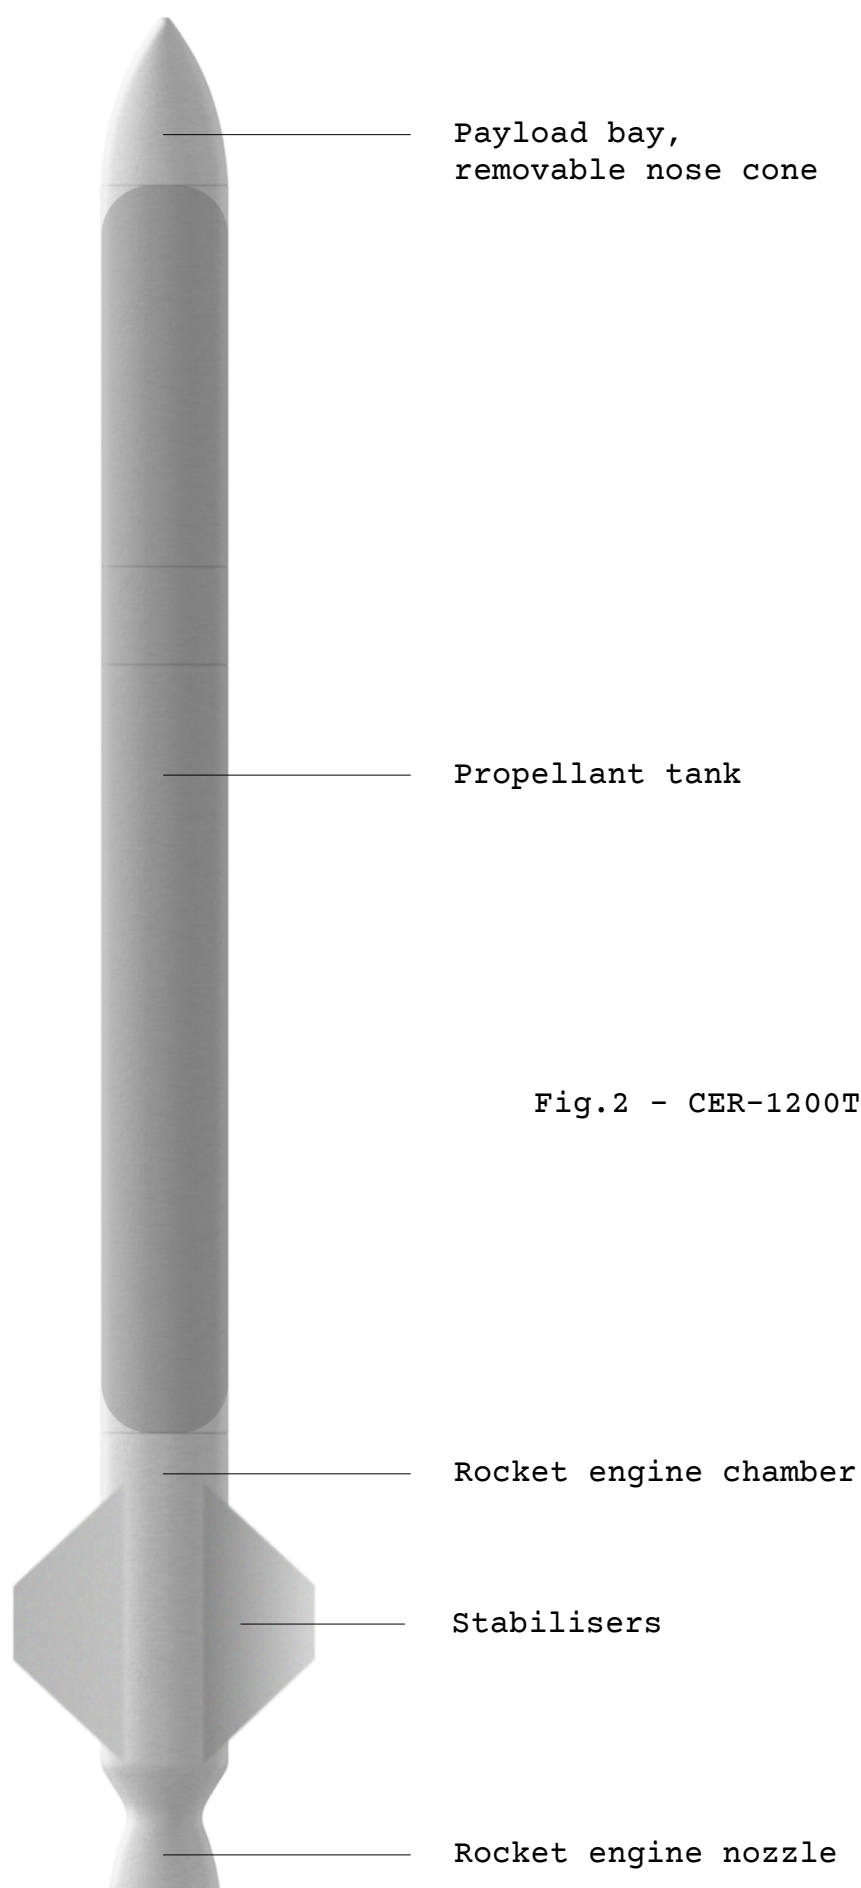 Payload bay,
removable nose cone
Propellant tank
Fig.2 - CER-1200T
Rocket engine chamber
Stabilisers
Rocket engine nozzle